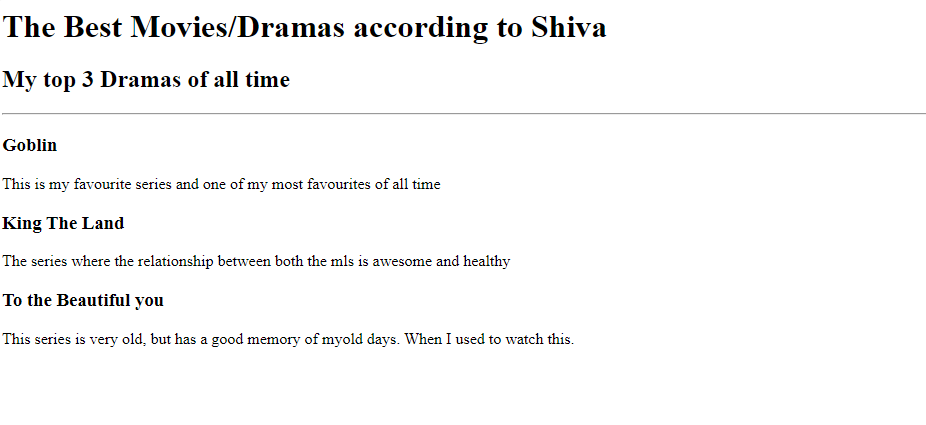 The Best Movies/Dramas according to Shiva
My top 3 Dramas of all time
Goblin
This is my favourite series and one of my most favourites of all time
King The Land
The series where the relationship between both the mls is awesome and healthy
To the Beautiful you
This series is very old, but has a good memory of myold days. When I used to watch this.